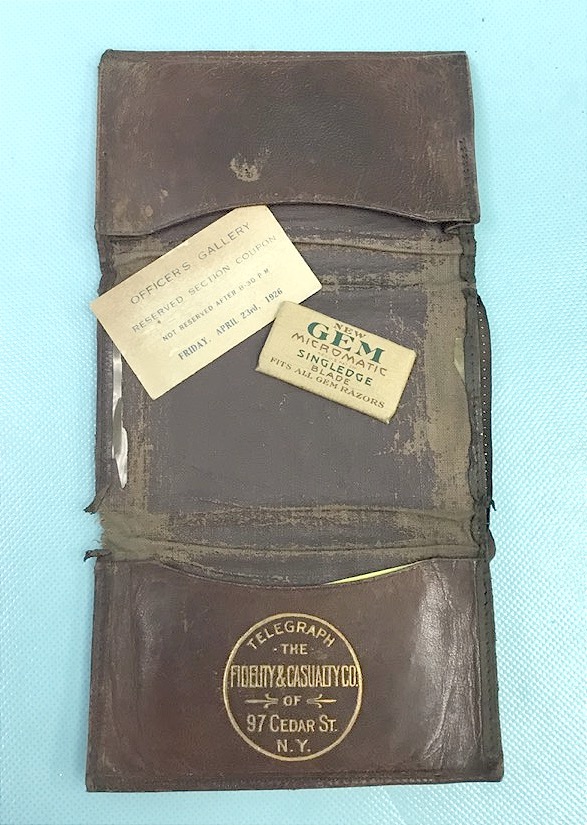 OFFICER'S GALLERY
RESERVED SECTION COUPON
NOT RESERVED AFTER 8:30 P.M
FRIDAY, APRIL 23rd, 1926
NEW
GEM
MICROMATIC
SINGLEDGE
BLADE
FITS ALL GEM RAZORS
TELEGRAPH
· THE ·
FIDELITY & CASUALTY CO.
OF
97 CEDAR ST.
N.Y.